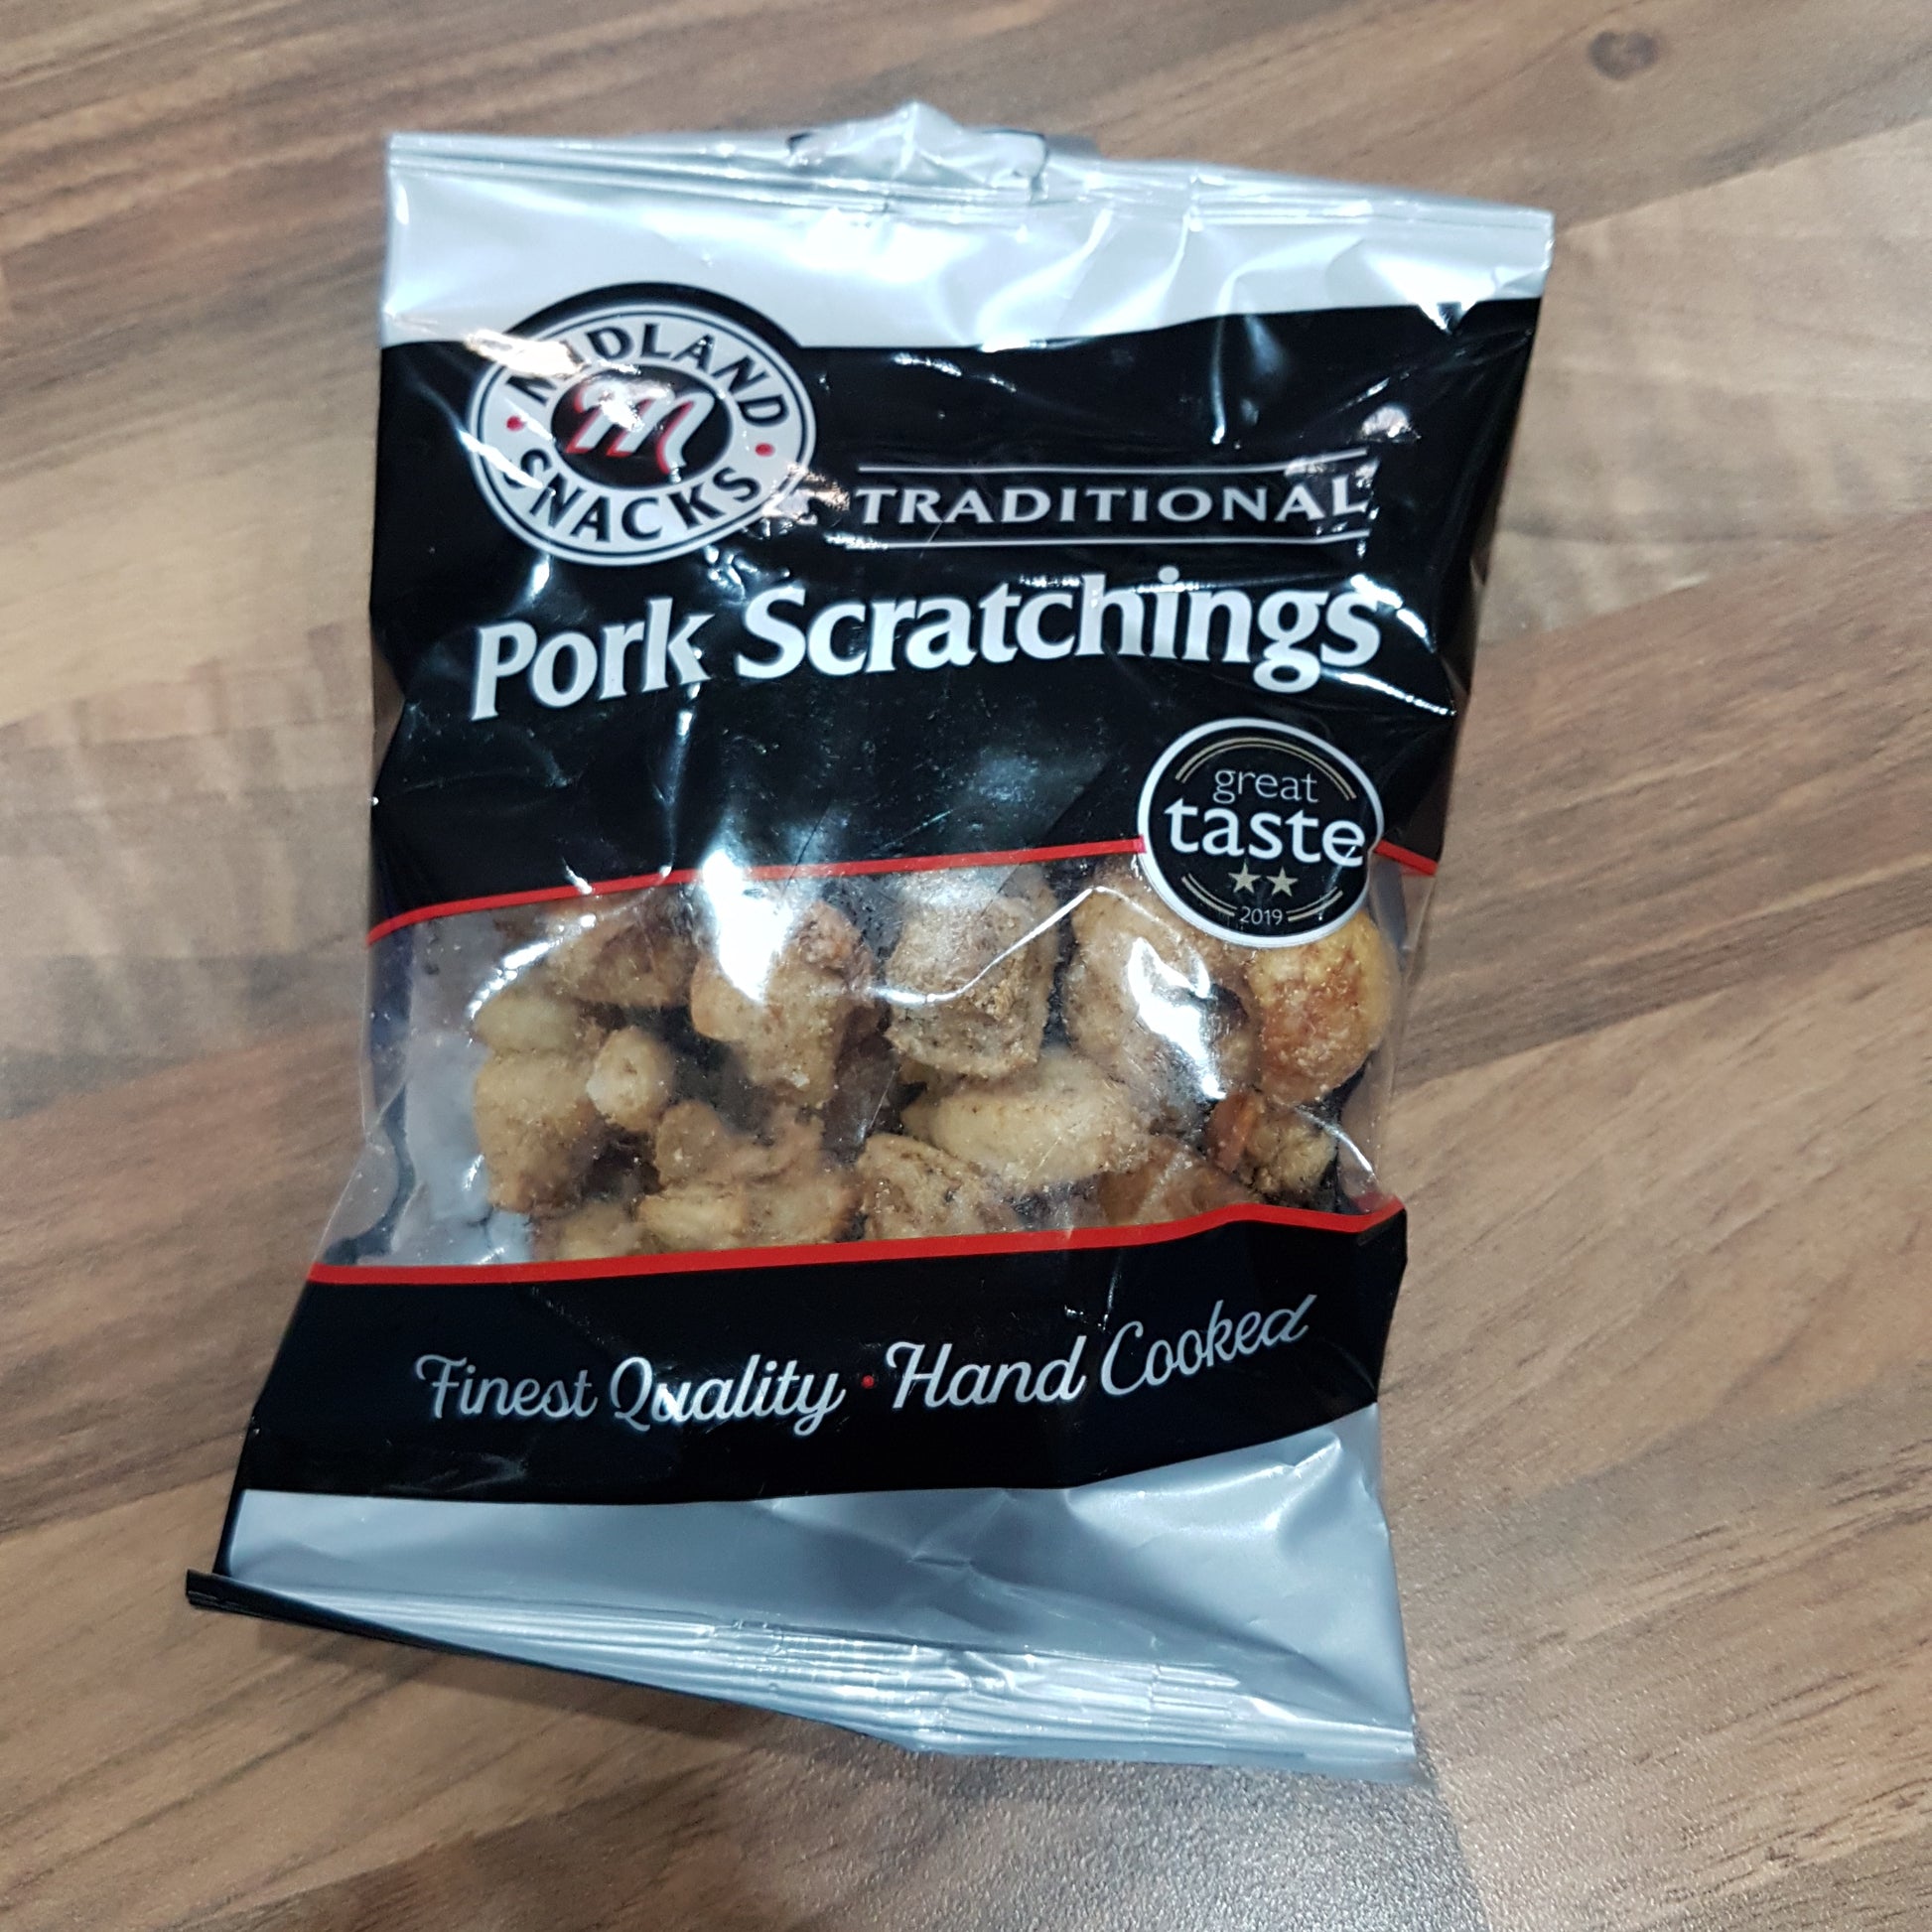 MIDLAND
m
SNACKS
TRADITIONAL
Pork Scratchings
great
taste
2019
Finest Quality · Hand Cooked